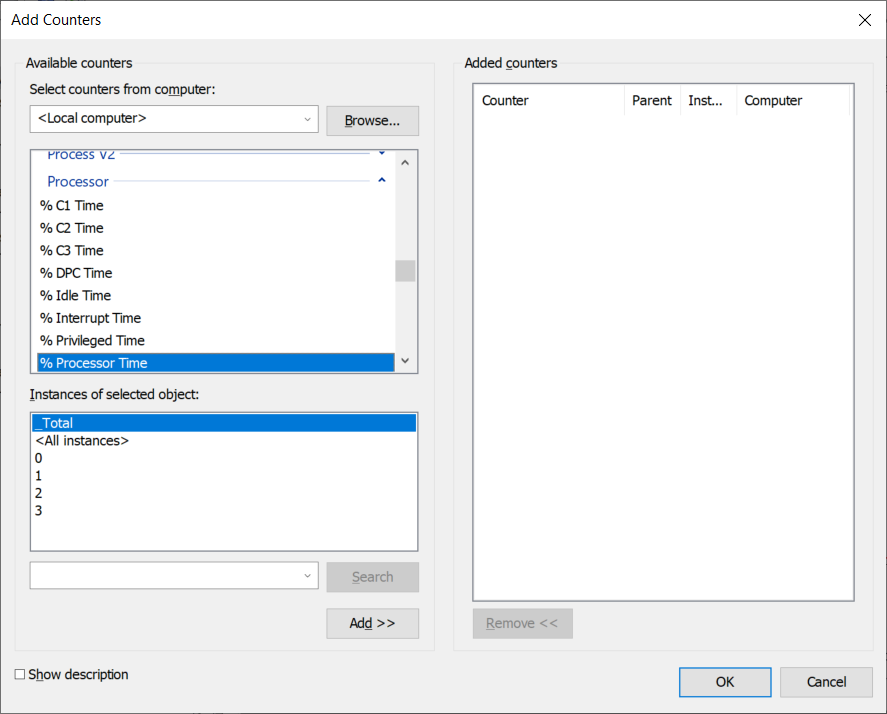 Add Counters
Available counters
Select counters from computer:
<Local computer>
Browse...
Process V2
Processor
% C1 Time
% C2 Time
% C3 Time
% DPC Time
% Idle Time
% Interrupt Time
% Privileged Time
% Processor Time
Instances of selected object:
_Total
<All instances>
0
1
2
3
Search
Add >>
Show description
Added counters
Counter Parent Inst... Computer
Remove <<
OK
Cancel